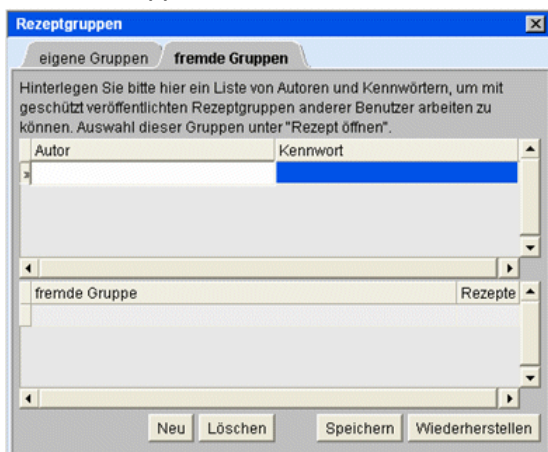 Rezeptgruppen
eigene Gruppen fremde Gruppen
Hinterlegen Sie bitte hier ein Liste von Autoren und Kennwörtern, um mit
geschützt veröffentlichten Rezeptgruppen anderer Benutzer arbeiten zu
können. Auswahl dieser Gruppen unter "Rezept öffnen".
Autor Kennwort
fremde Gruppe Rezepte
Neu Löschen Speichern Wiederherstellen